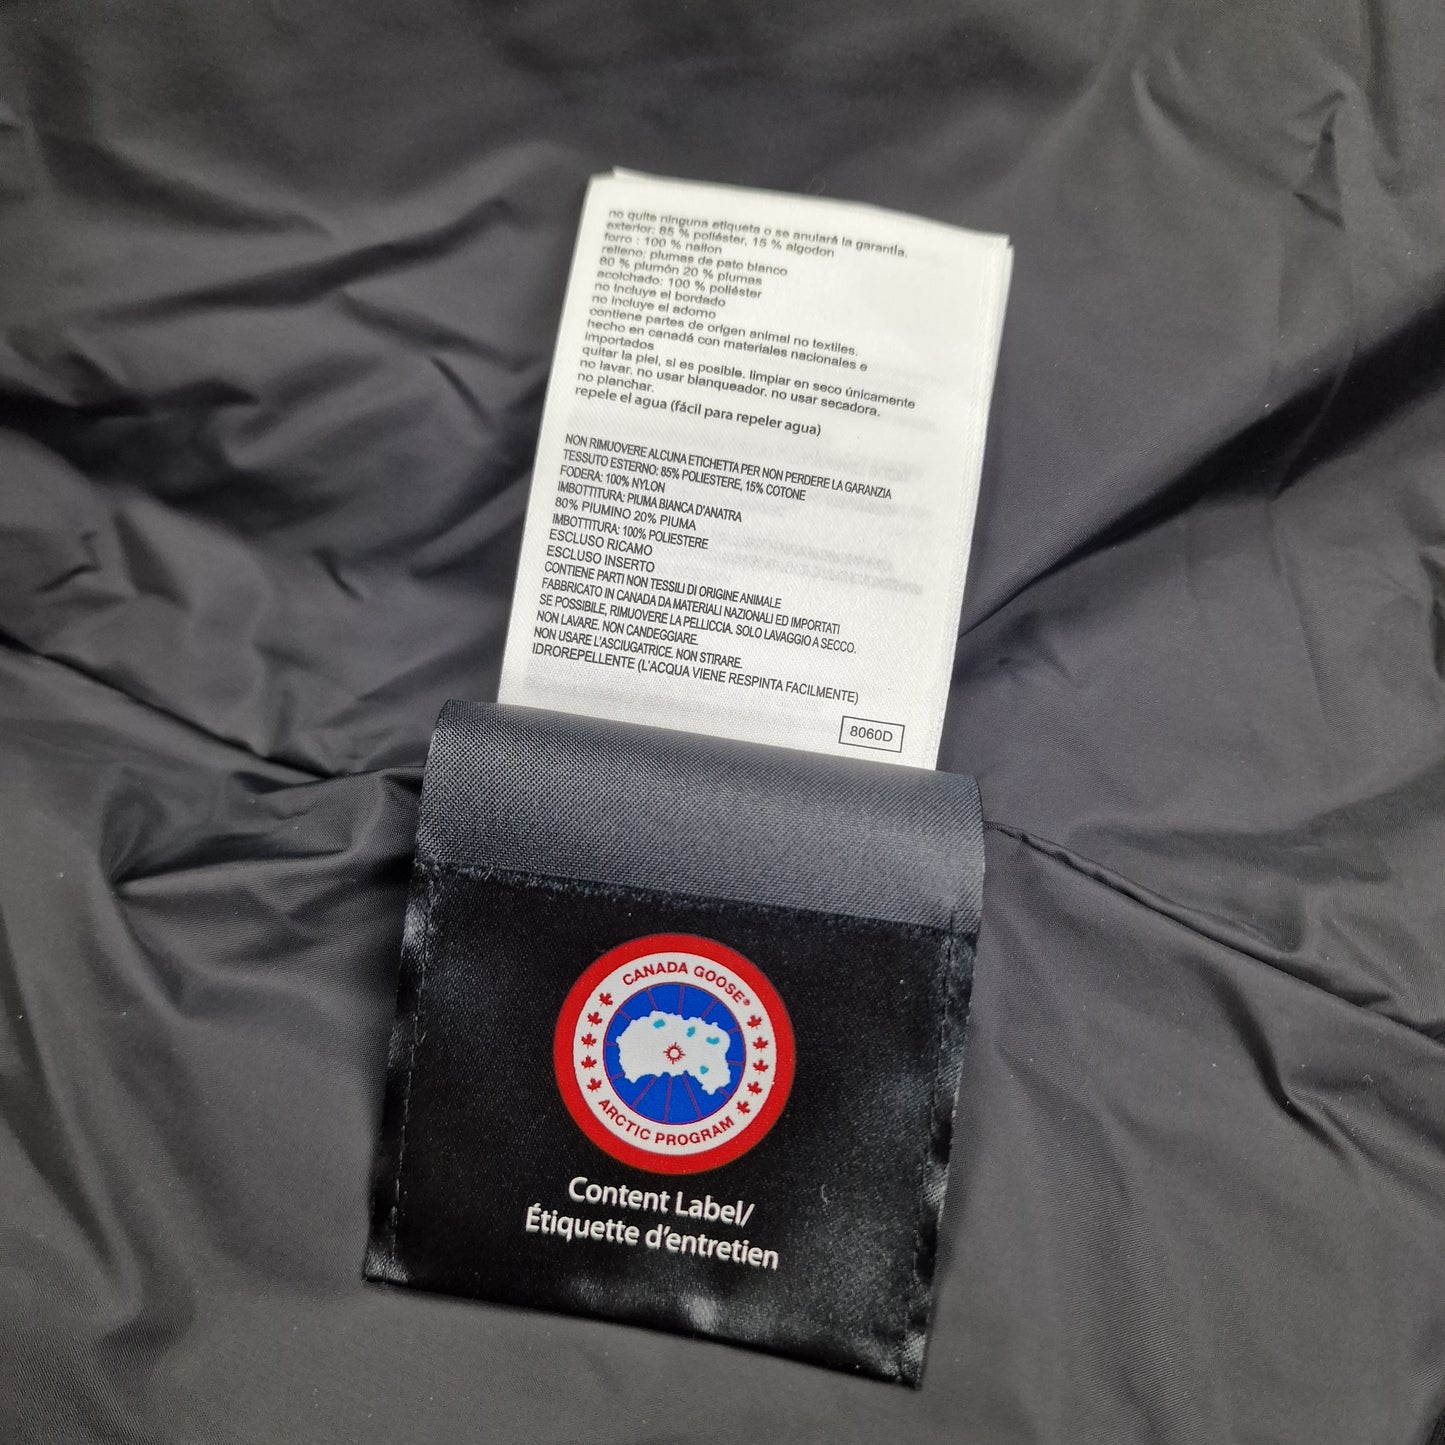 no quite ninguna etiqueta o se anulará la garantía.
exterior: 85 % poliéster, 15 % algodon
forro : 100 % nailon
relleno: plumas de pato blanco
80 % plumón 20 % plumas
acolchado: 100 % poliéster
no incluye el bordado
no incluye el adorno
contiene partes de origen animal no textiles.
hecho en canadá con materiales nacionales e
importados
quitar la piel, si es posible. limpiar en seco únicamente
no lavar. no usar blanqueador. no usar secadora.
no planchar.
repele el agua (fácil para repeler agua)
NON RIMUOVERE ALCUNA ETICHETTA PER NON PERDERE LA GARANZIA
TESSUTO ESTERNO: 85% POLIESTERE, 15% COTONE
FODERA: 100% NYLON
IMBOTTITURA: PIUMA BIANCA D'ANATRA
80% PIUMINO 20% PIUMA
IMBOTTITURA: 100% POLIESTERE
ESCLUSO RICAMO
ESCLUSO INSERTO
CONTIENE PARTI NON TESSILI DI ORIGINE ANIMALE
FABBRICATO IN CANADA DA MATERIALI NAZIONALI ED IMPORTATI
SE POSSIBILE, RIMUOVERE LA PELLICCIA. SOLO LAVAGGIO A SECCO.
NON LAVARE. NON CANDEGGIARE.
NON USARE L'ASCIUGATRICE. NON STIRARE.
IDROREPELLENTE (L'ACQUA VIENE RESPINTA FACILMENTE)
8060D
CANADA GOOSE®
ARCTIC PROGRAM
Content Label/
Étiquette d'entretien